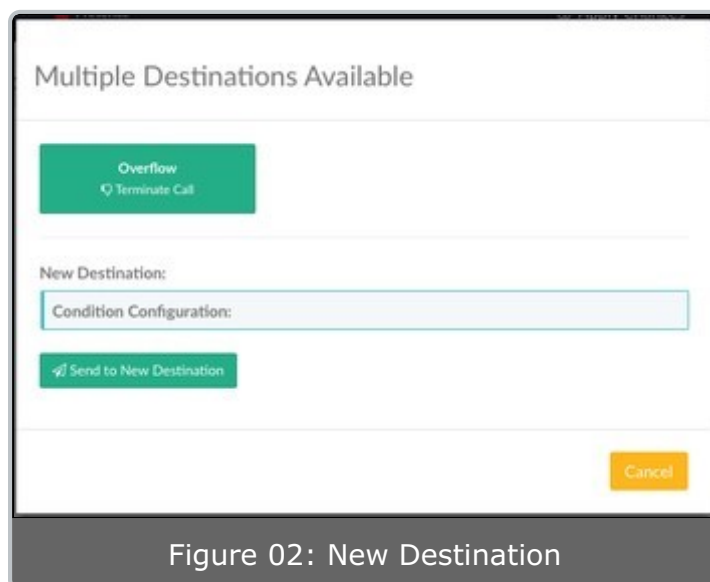 Multiple Destinations Available
Overflow
Terminate Call
New Destination:
Condition Configuration:
Send to New Destination
Cancel
Figure 02: New Destination